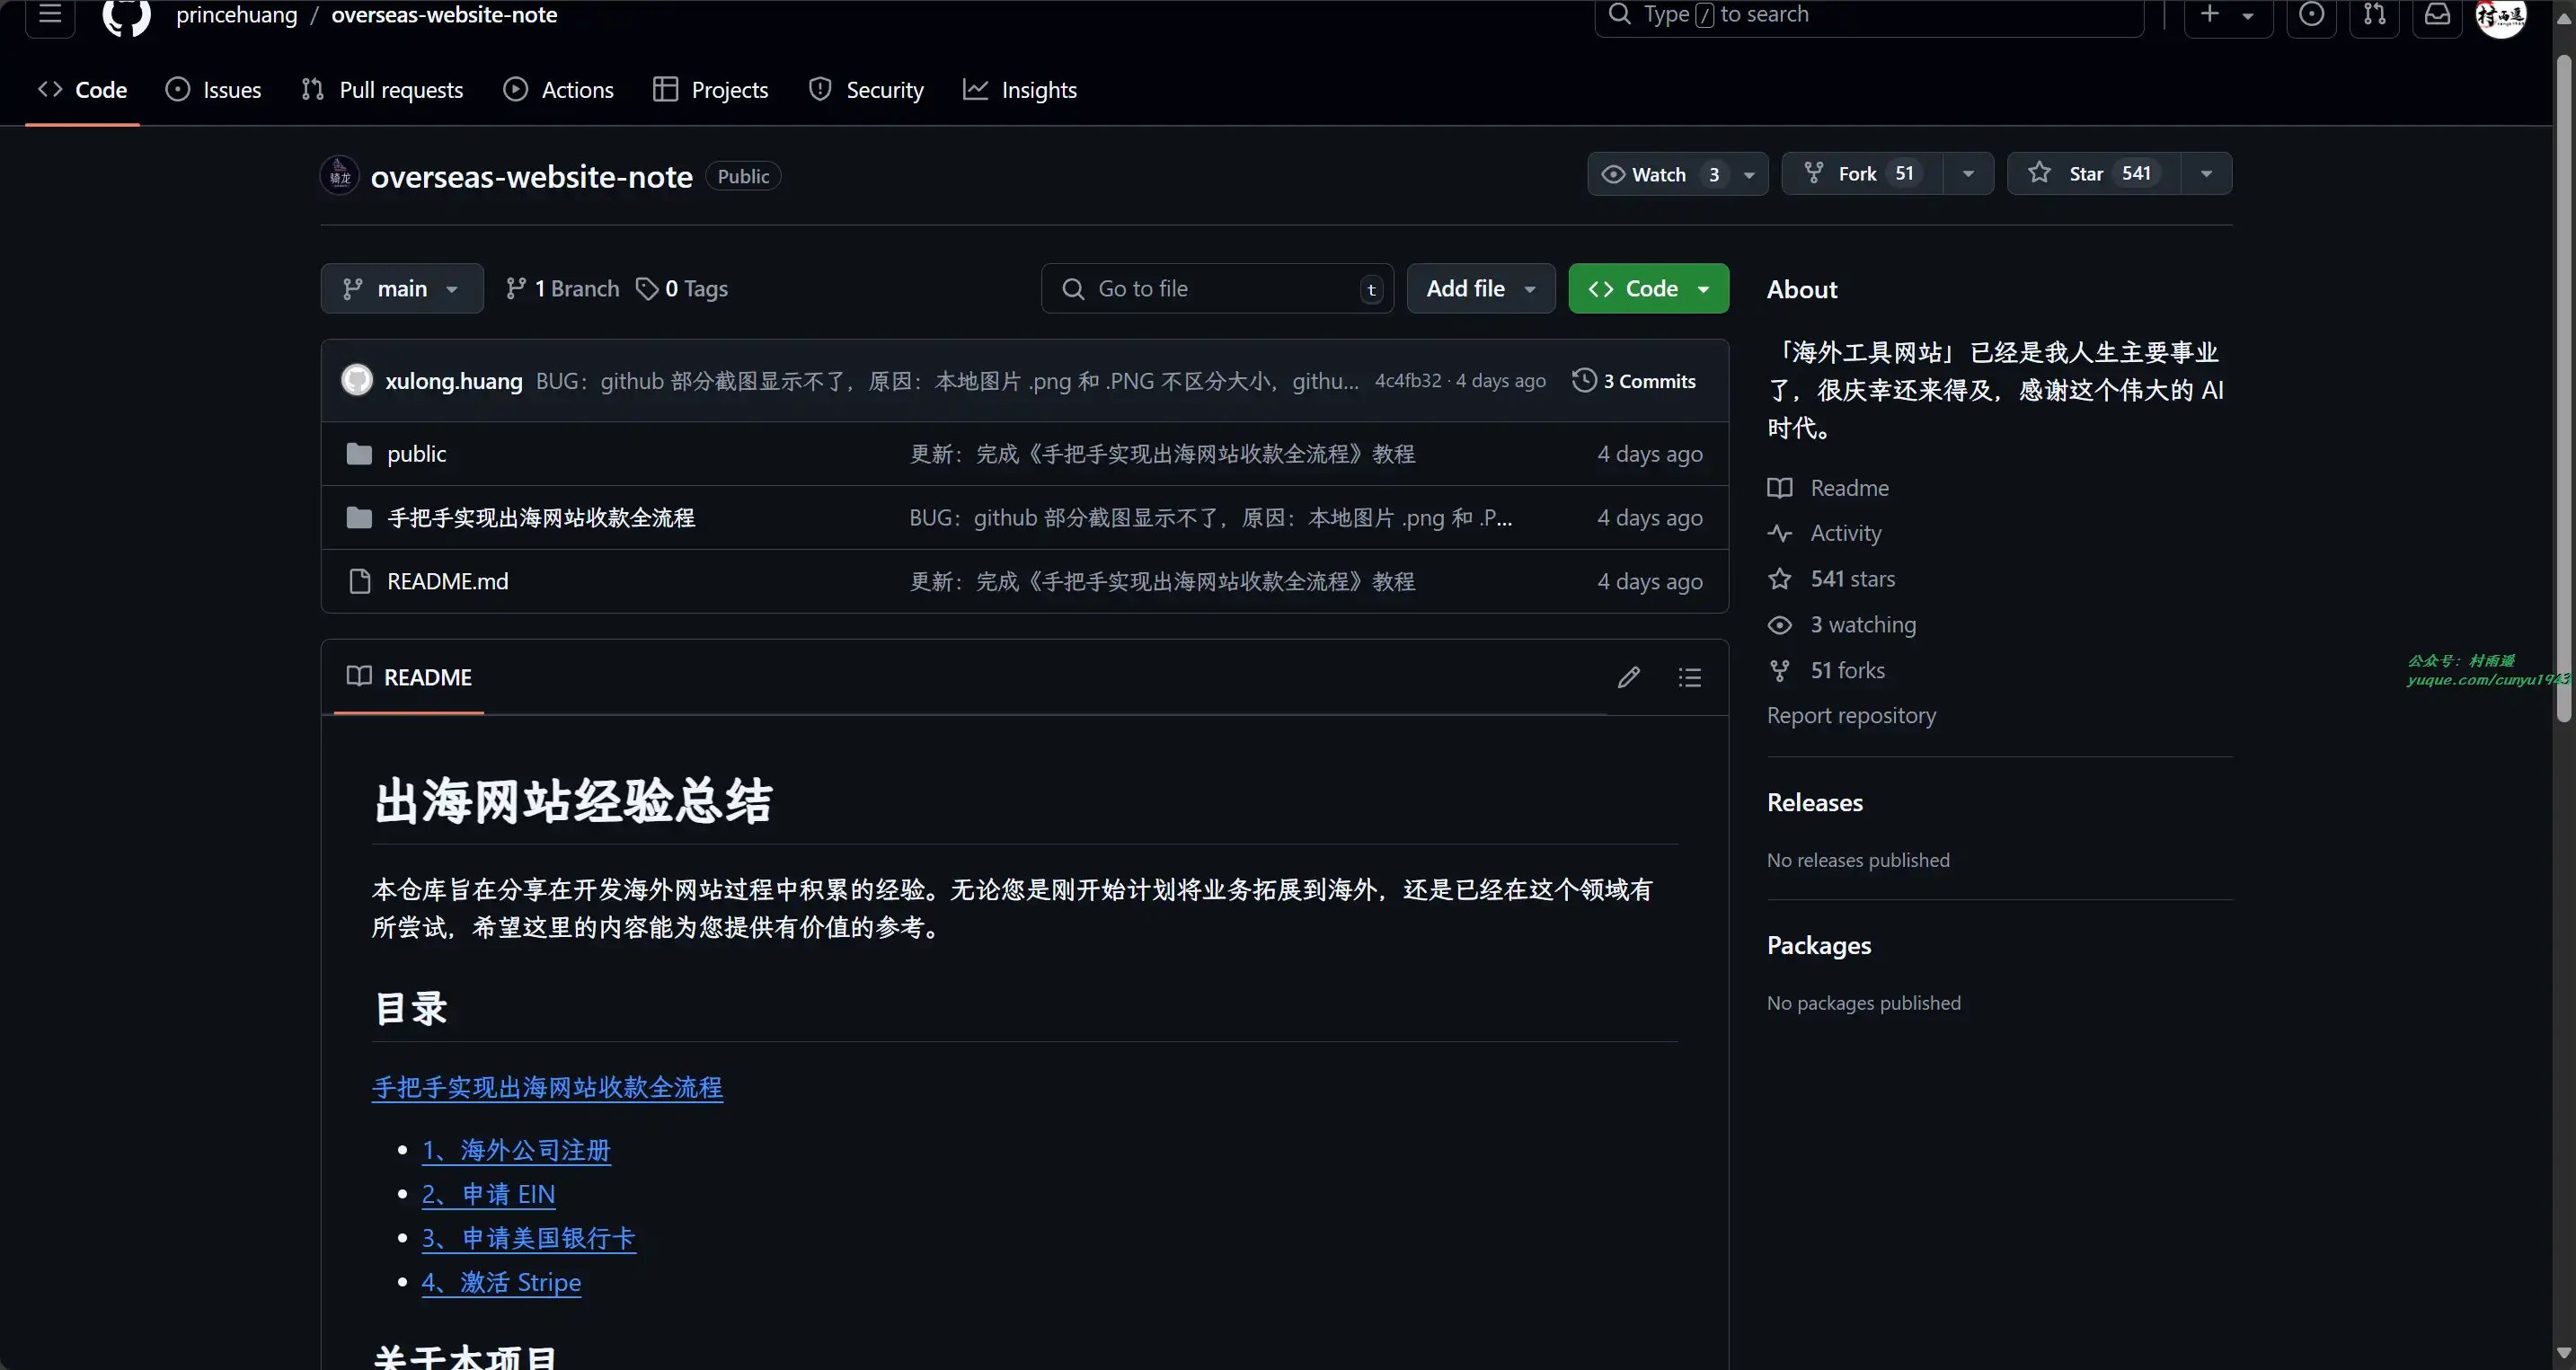 princehuang / overseas-website-note
Type / to search
Code
Issues
Pull requests
Actions
Projects
Security
Insights
骑龙
overseas-website-note
Public
Watch 3
Fork 51
Star 541
main
1 Branch
0 Tags
Go to file
t
Add file
Code
xulong.huang
BUG：github 部分截图显示不了，原因：本地图片 .png 和 .PNG 不区分大小，githu...
4c4fb32 · 4 days ago
3 Commits
public
更新：完成《手把手实现出海网站收款全流程》教程
4 days ago
手把手实现出海网站收款全流程
BUG：github 部分截图显示不了，原因：本地图片 .png 和 .P...
4 days ago
README.md
更新：完成《手把手实现出海网站收款全流程》教程
4 days ago
README
出海网站经验总结
本仓库旨在分享在开发海外网站过程中积累的经验。无论您是刚开始计划将业务拓展到海外，还是已经在这个领域有
所尝试，希望这里的内容能为您提供有价值的参考。
目录
手把手实现出海网站收款全流程
1、海外公司注册
2、申请 EIN
3、申请美国银行卡
4、激活 Stripe
关于本项目
About
「海外工具网站」已经是我人生主要事业
了，很庆幸还来得及，感谢这个伟大的 AI
时代。
Readme
Activity
541 stars
3 watching
51 forks
Report repository
Releases
No releases published
Packages
No packages published
公众号：村雨遥
yuque.com/cunyu1943